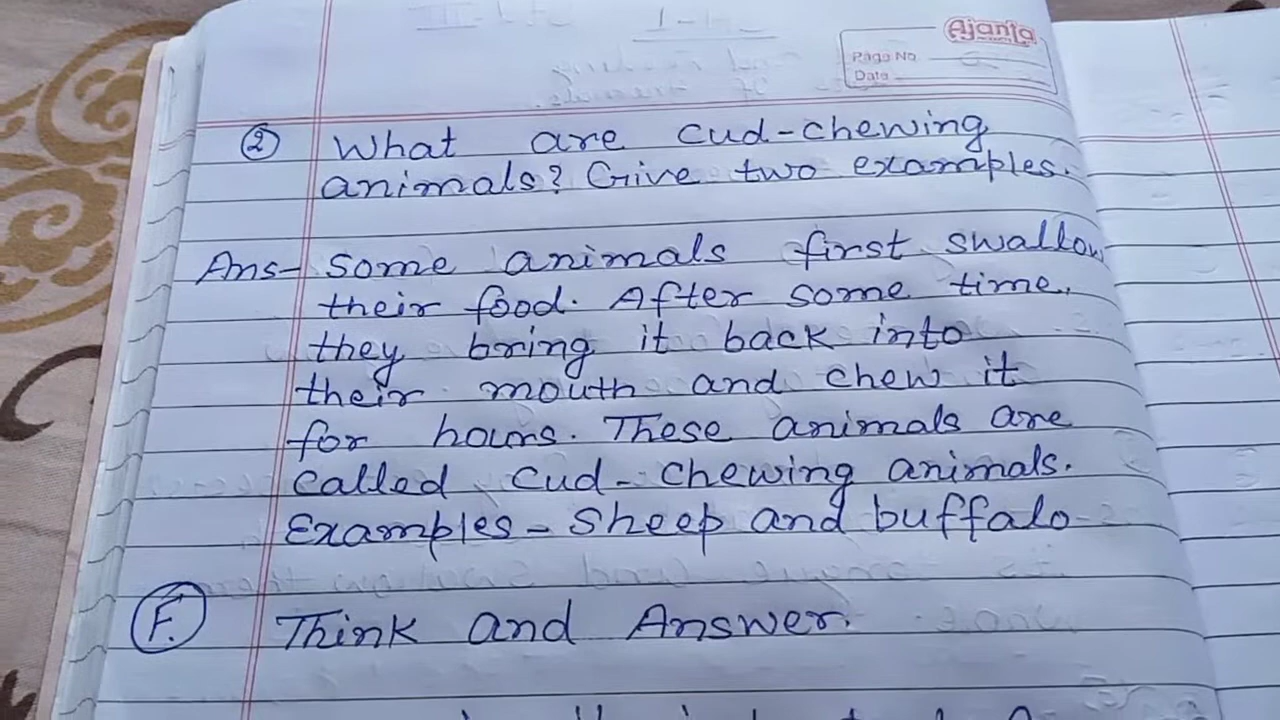 Ajanta
Page No
Date
② What are cud-chewing
animals? Give two examples.
Ans- Some animals first swallow
their food. After some time,
they bring it back into
their mouth and chew it
for hours. These animals are
called cud-chewing animals.
Examples - Sheep and buffalo
F. Think and Answer.